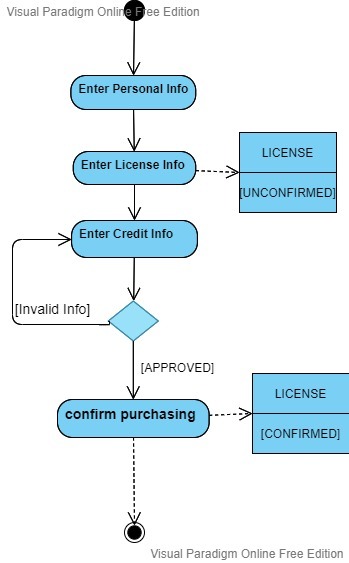 Visual Paradigm Online Free Edition
Enter Personal Info
Enter License Info
LICENSE
[UNCONFIRMED]
Enter Credit Info
[Invalid Info]
[APPROVED]
confirm purchasing
LICENSE
[CONFIRMED]
Visual Paradigm Online Free Edition